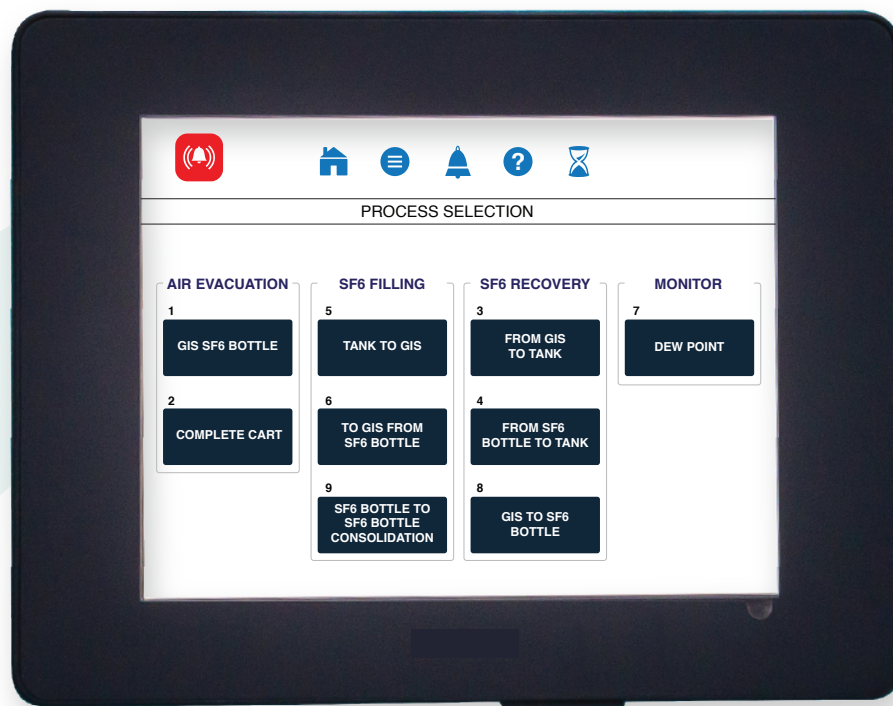 ?
PROCESS SELECTION
AIR EVACUATION
1
GIS SF6 BOTTLE
2
COMPLETE CART
SF6 FILLING
5
TANK TO GIS
6
TO GIS FROM
SF6 BOTTLE
9
SF6 BOTTLE TO
SF6 BOTTLE
CONSOLIDATION
SF6 RECOVERY
3
FROM GIS
TO TANK
4
FROM SF6
BOTTLE TO TANK
8
GIS TO SF6
BOTTLE
MONITOR
7
DEW POINT